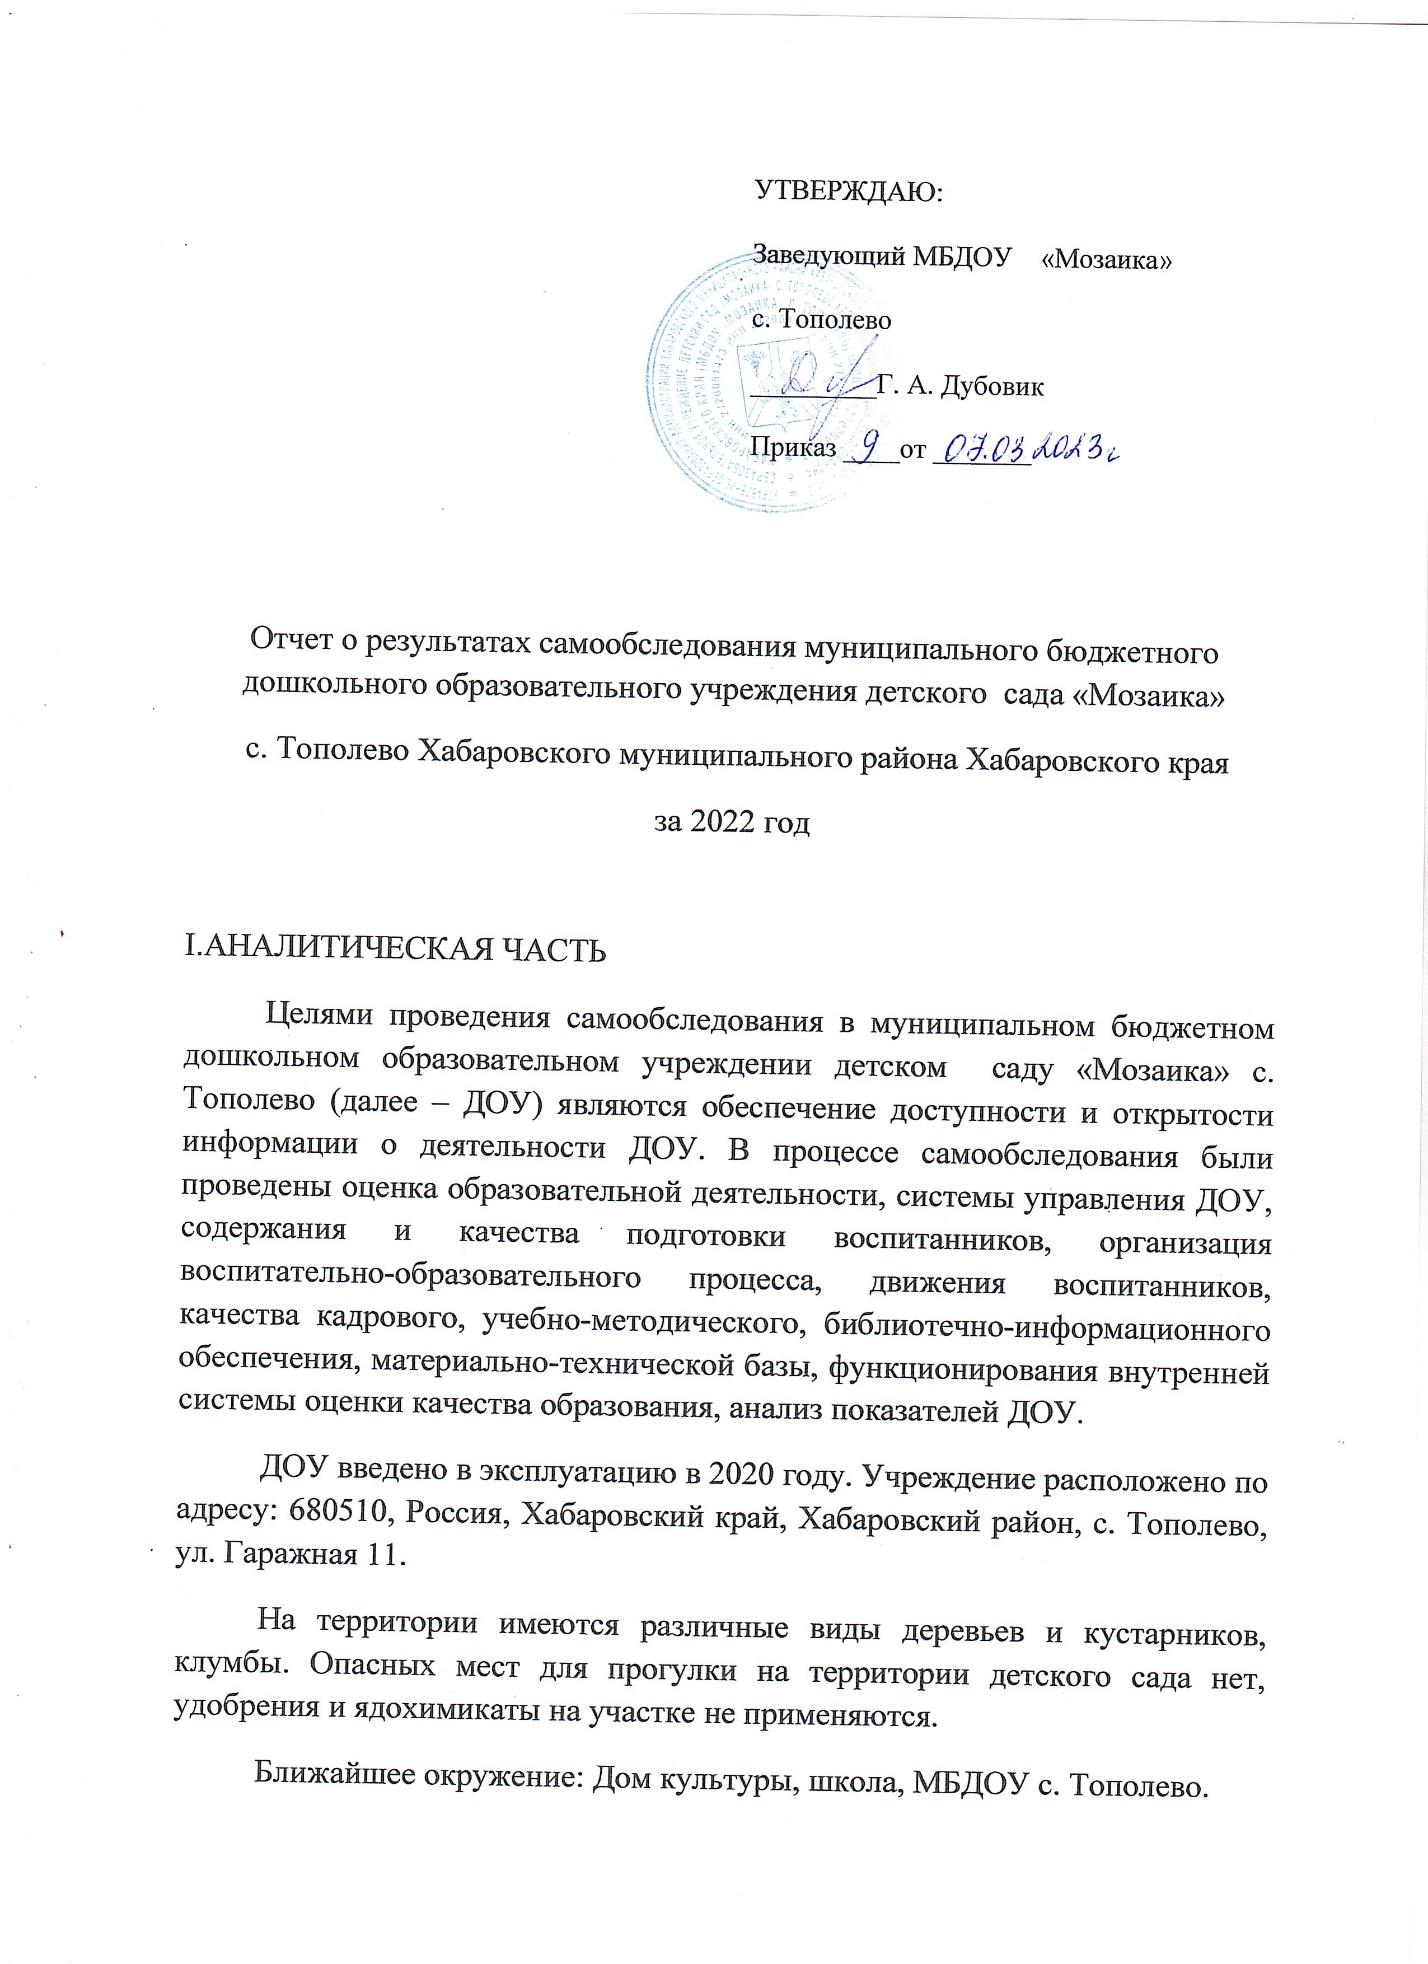 УТВЕРЖДАЮ:
Заведующий МБДОУ «Мозаика»
с. Тополево
_________Г. А. Дубовик
Приказ 9 от 07.03 2023 г
Отчет о результатах самообследования муниципального бюджетного
дошкольного образовательного учреждения детского сада «Мозаика»
с. Тополево Хабаровского муниципального района Хабаровского края
за 2022 год
I.АНАЛИТИЧЕСКАЯ ЧАСТЬ
Целями проведения самообследования в муниципальном бюджетном
дошкольном образовательном учреждении детском саду «Мозаика» с.
Тополево (далее – ДОУ) являются обеспечение доступности и открытости
информации о деятельности ДОУ. В процессе самообследования были
проведены оценка образовательной деятельности, системы управления ДОУ,
содержания и качества подготовки воспитанников, организация
воспитательно-образовательного процесса, движения воспитанников,
качества кадрового, учебно-методического, библиотечно-информационного
обеспечения, материально-технической базы, функционирования внутренней
системы оценки качества образования, анализ показателей ДОУ.
ДОУ введено в эксплуатацию в 2020 году. Учреждение расположено по
адресу: 680510, Россия, Хабаровский край, Хабаровский район, с. Тополево,
ул. Гаражная 11.
На территории имеются различные виды деревьев и кустарников,
клумбы. Опасных мест для прогулки на территории детского сада нет,
удобрения и ядохимикаты на участке не применяются.
Ближайшее окружение: Дом культуры, школа, МБДОУ с. Тополево.